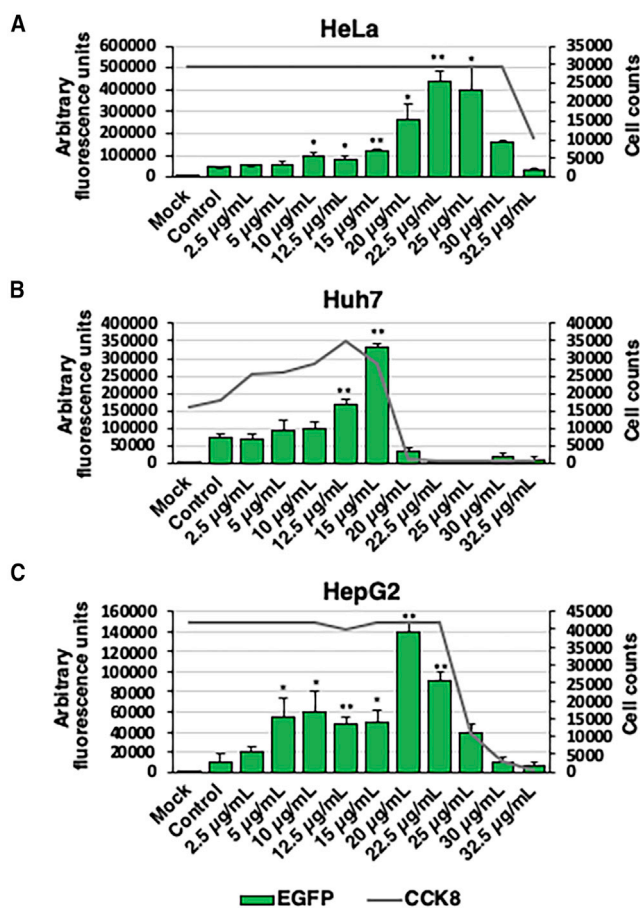 A
HeLa
Arbitrary
fluorescence units
600000
500000
400000
300000
200000
100000
0
* * ** * ** *
35000
30000
25000
20000
15000
10000
5000
0
Cell counts
Mock
Control
2.5 µg/mL
5 µg/mL
10 µg/mL
12.5 µg/mL
15 µg/mL
20 µg/mL
22.5 µg/mL
25 µg/mL
30 µg/mL
32.5 µg/mL
B
Huh7
Arbitrary
fluorescence units
400000
350000
300000
250000
200000
150000
100000
50000
0
** **
40000
35000
30000
25000
20000
15000
10000
5000
0
Cell counts
Mock
Control
2.5 µg/mL
5 µg/mL
10 µg/mL
12.5 µg/mL
15 µg/mL
20 µg/mL
22.5 µg/mL
25 µg/mL
30 µg/mL
32.5 µg/mL
C
HepG2
Arbitrary
fluorescence units
160000
140000
120000
100000
80000
60000
40000
20000
0
* * ** * ** **
45000
40000
35000
30000
25000
20000
15000
10000
5000
0
Cell counts
Mock
Control
2.5 µg/mL
5 µg/mL
10 µg/mL
12.5 µg/mL
15 µg/mL
20 µg/mL
22.5 µg/mL
25 µg/mL
30 µg/mL
32.5 µg/mL
EGFP CCK8